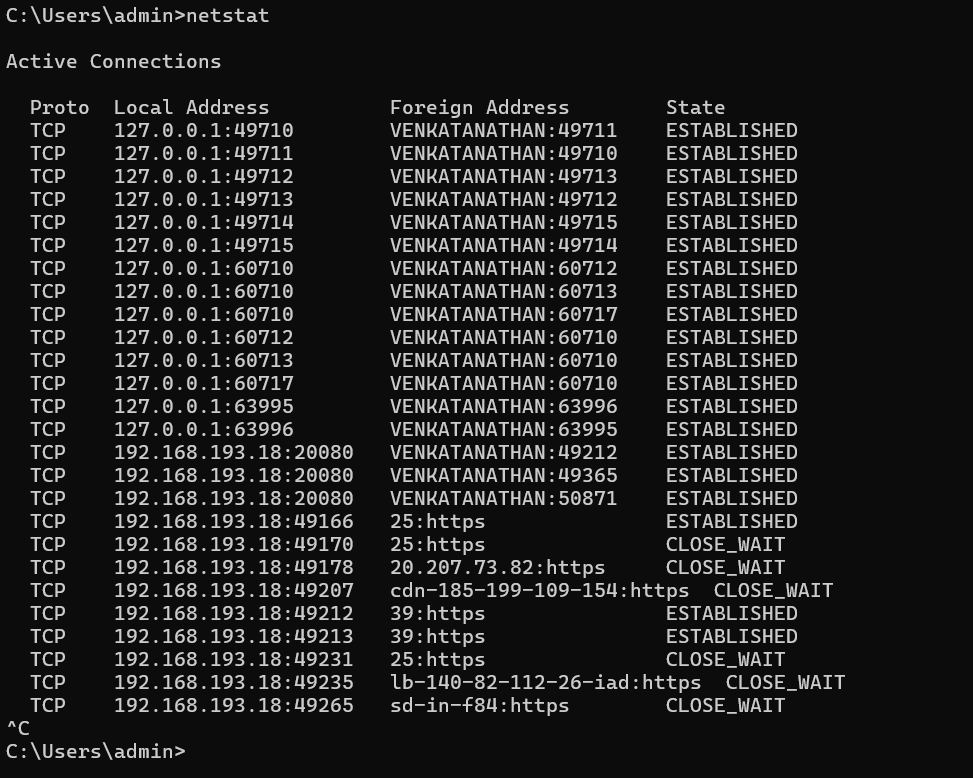 C:\Users\admin>netstat
Active Connections
Proto  Local Address          Foreign Address        State
TCP    127.0.0.1:49710        VENKATANATHAN:49711    ESTABLISHED
TCP    127.0.0.1:49711        VENKATANATHAN:49710    ESTABLISHED
TCP    127.0.0.1:49712        VENKATANATHAN:49713    ESTABLISHED
TCP    127.0.0.1:49713        VENKATANATHAN:49712    ESTABLISHED
TCP    127.0.0.1:49714        VENKATANATHAN:49715    ESTABLISHED
TCP    127.0.0.1:49715        VENKATANATHAN:49714    ESTABLISHED
TCP    127.0.0.1:60710        VENKATANATHAN:60712    ESTABLISHED
TCP    127.0.0.1:60710        VENKATANATHAN:60713    ESTABLISHED
TCP    127.0.0.1:60710        VENKATANATHAN:60717    ESTABLISHED
TCP    127.0.0.1:60712        VENKATANATHAN:60710    ESTABLISHED
TCP    127.0.0.1:60713        VENKATANATHAN:60710    ESTABLISHED
TCP    127.0.0.1:60717        VENKATANATHAN:60710    ESTABLISHED
TCP    127.0.0.1:63995        VENKATANATHAN:63996    ESTABLISHED
TCP    127.0.0.1:63996        VENKATANATHAN:63995    ESTABLISHED
TCP    192.168.193.18:20080   VENKATANATHAN:49212    ESTABLISHED
TCP    192.168.193.18:20080   VENKATANATHAN:49365    ESTABLISHED
TCP    192.168.193.18:20080   VENKATANATHAN:50871    ESTABLISHED
TCP    192.168.193.18:49166   25:https               ESTABLISHED
TCP    192.168.193.18:49170   25:https               CLOSE_WAIT
TCP    192.168.193.18:49178   20.207.73.82:https     CLOSE_WAIT
TCP    192.168.193.18:49207   cdn-185-199-109-154:https  CLOSE_WAIT
TCP    192.168.193.18:49212   39:https               ESTABLISHED
TCP    192.168.193.18:49213   39:https               ESTABLISHED
TCP    192.168.193.18:49231   25:https               CLOSE_WAIT
TCP    192.168.193.18:49235   lb-140-82-112-26-iad:https  CLOSE_WAIT
TCP    192.168.193.18:49265   sd-in-f84:https        CLOSE_WAIT
^C
C:\Users\admin>